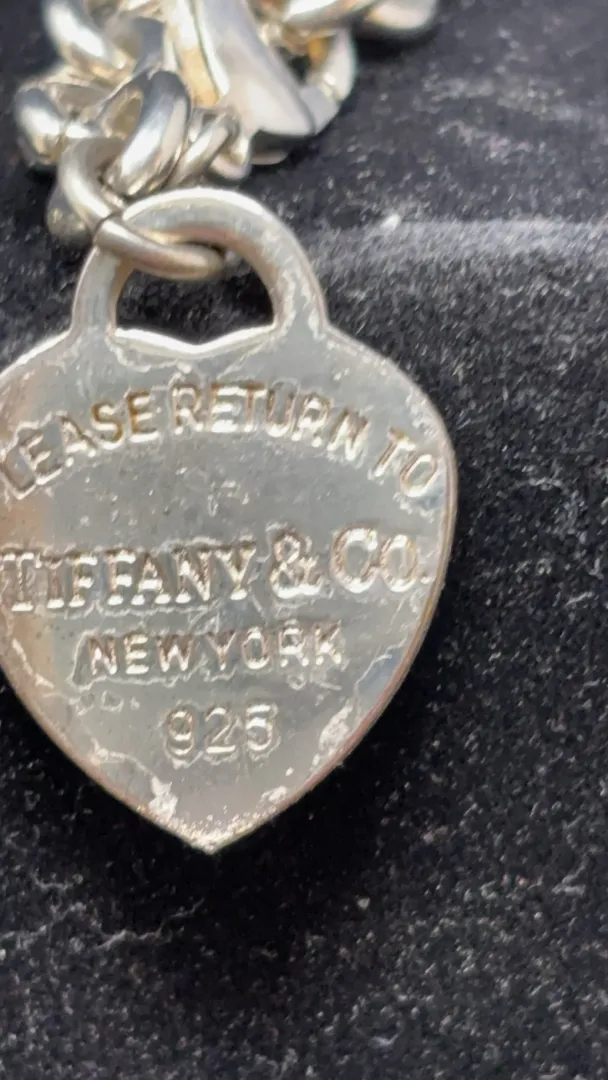 LEASE RETURN TO
TIFFANY & CO.
NEW YORK
925